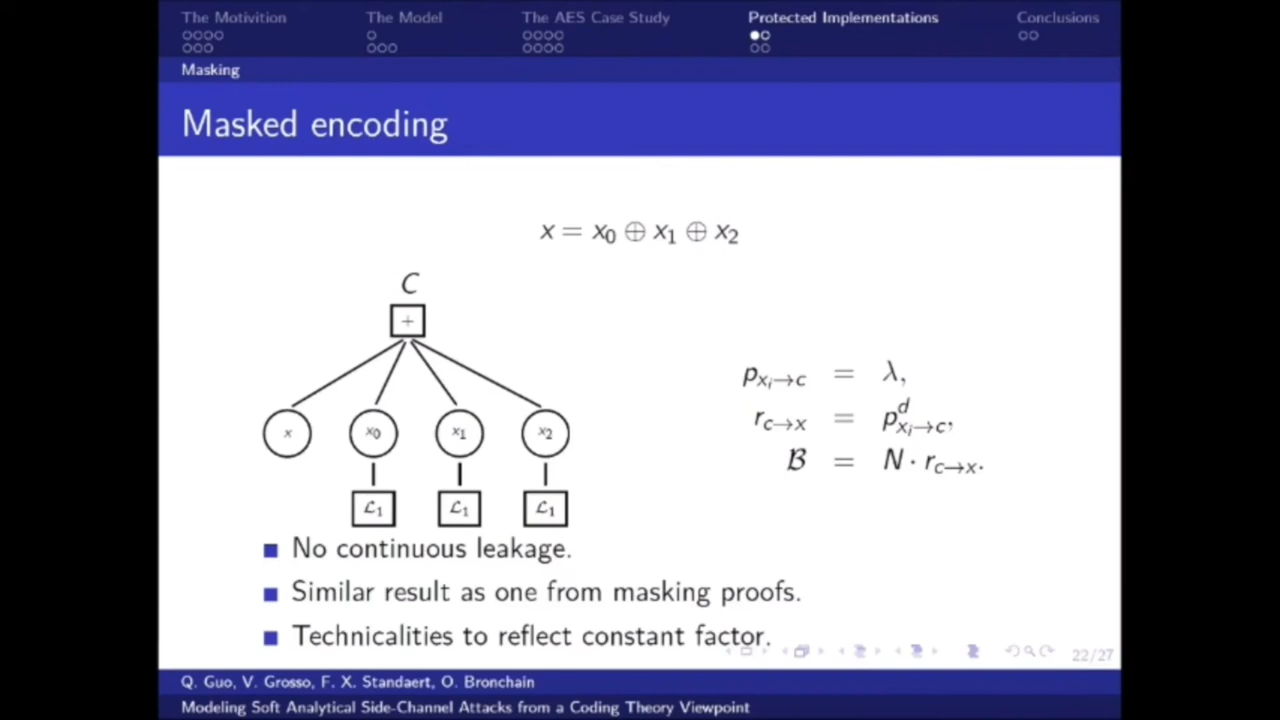 The Motivition The Model The AES Case Study Protected Implementations Conclusions
Masking
Masked encoding
x = x₀ ⊕ x₁ ⊕ x₂
C
+
x x₀ x₁ x₂
ℒ₁ ℒ₁ ℒ₁
p_{xᵢ→c} = λ,
r_{c→x} = p^d_{xᵢ→c},
ℬ = N · r_{c→x}.
No continuous leakage.
Similar result as one from masking proofs.
Technicalities to reflect constant factor.
22/27
Q. Guo, V. Grosso, F. X. Standaert, O. Bronchain
Modeling Soft Analytical Side-Channel Attacks from a Coding Theory Viewpoint